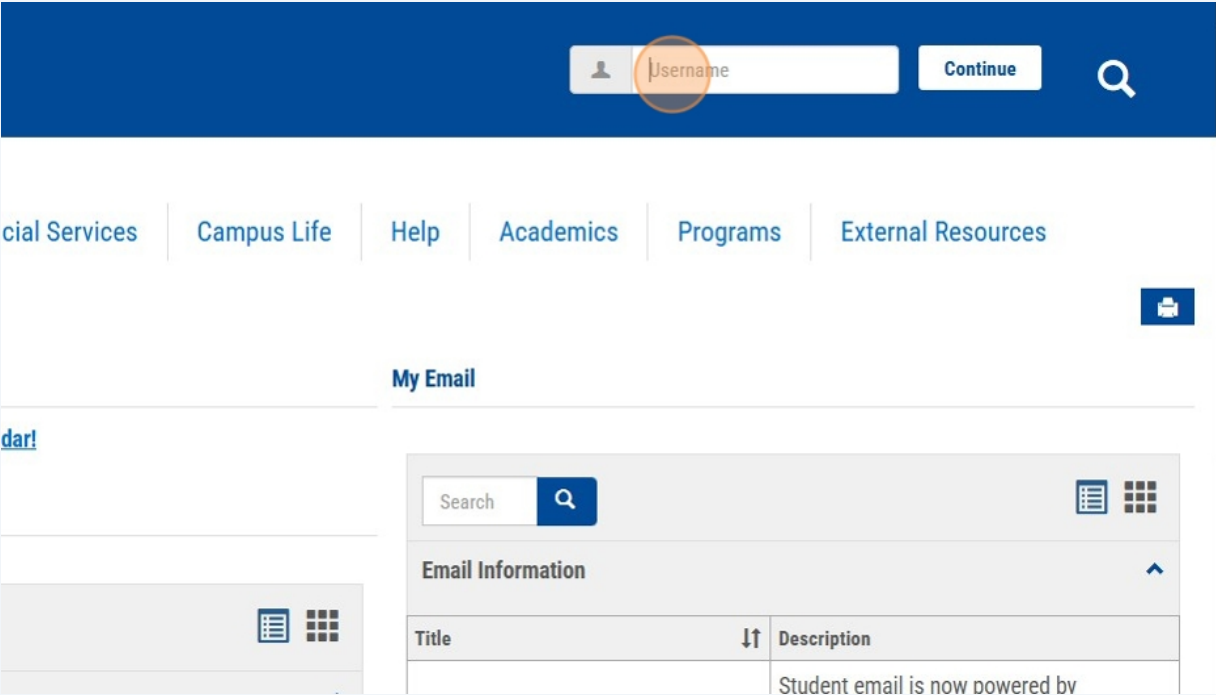 Username
Continue
cial Services
Campus Life
Help
Academics
Programs
External Resources
My Email
dar!
Search
Email Information
Title
Description
Student email is now powered by